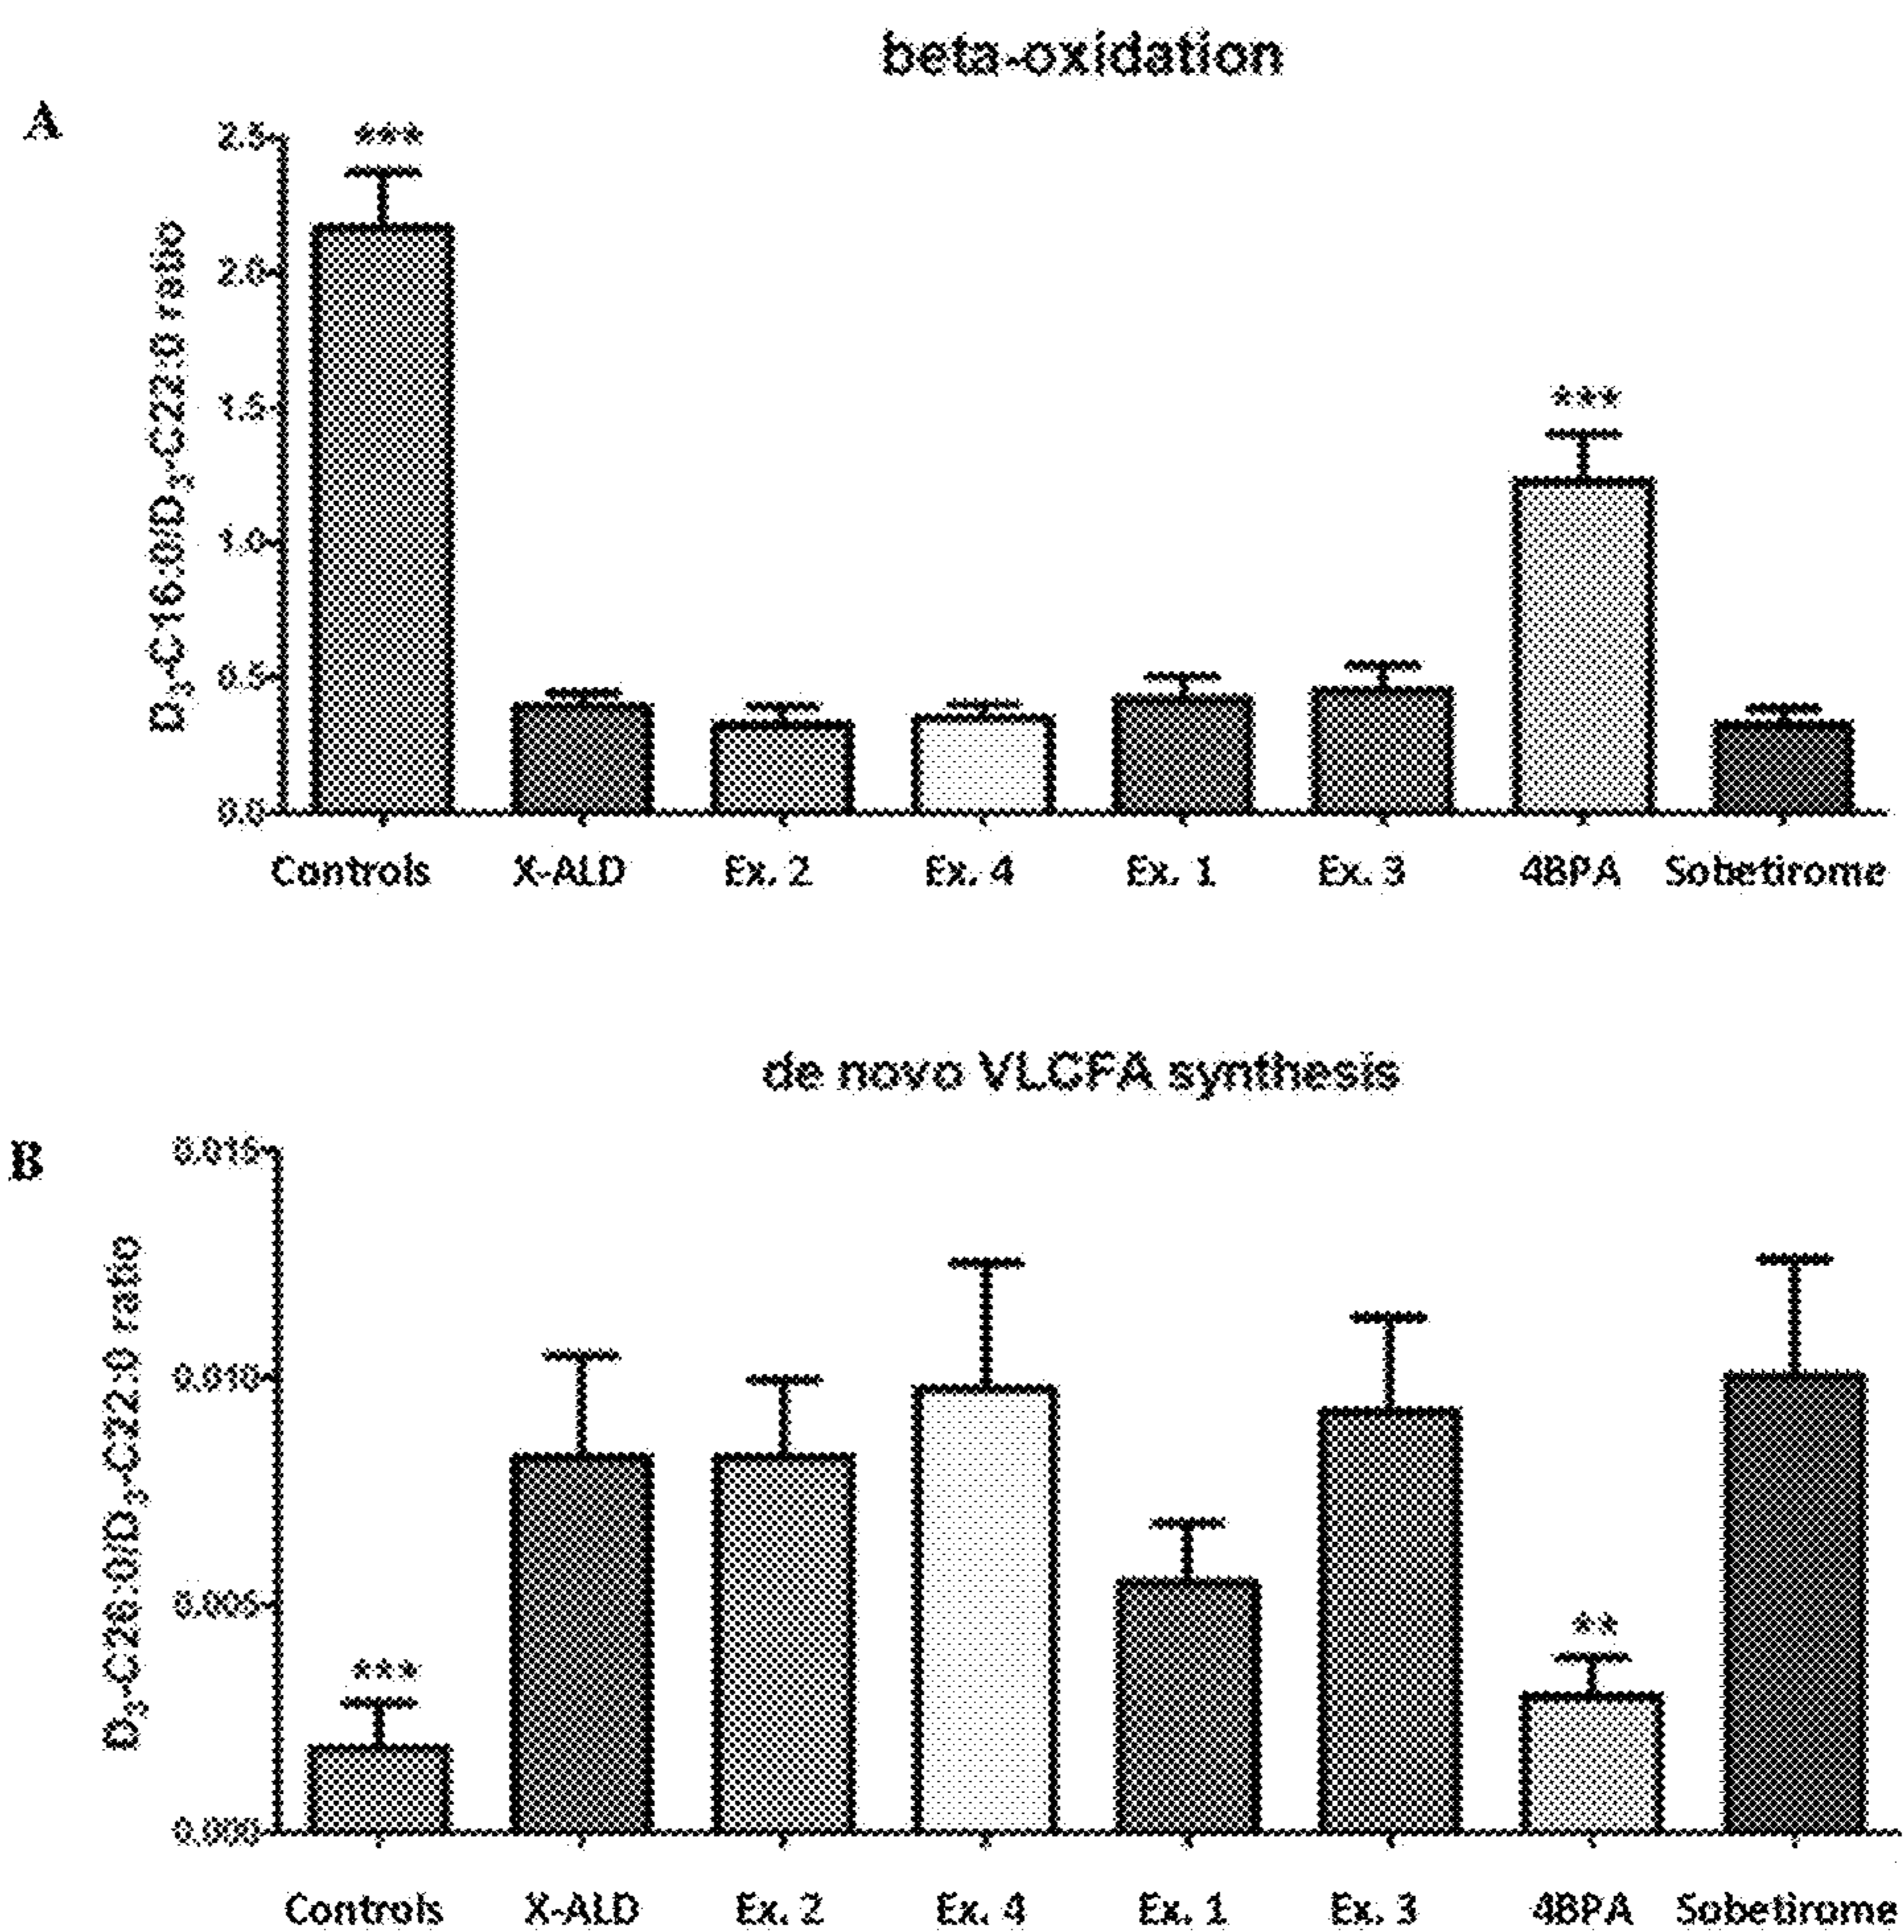 beta-oxidation
A
D3-C16:0/D3-C22:0 ratio
2.5
2.0
1.5
1.0
0.5
0.0
***
***
Controls X-ALD Ex. 2 Ex. 4 Ex. 1 Ex. 3 4BPA Sobetirome
de novo VLCFA synthesis
B
D3-C26:0/D3-C22:0 ratio
0.015
0.010
0.005
0.000
***
**
Controls X-ALD Ex. 2 Ex. 4 Ex. 1 Ex. 3 4BPA Sobetirome